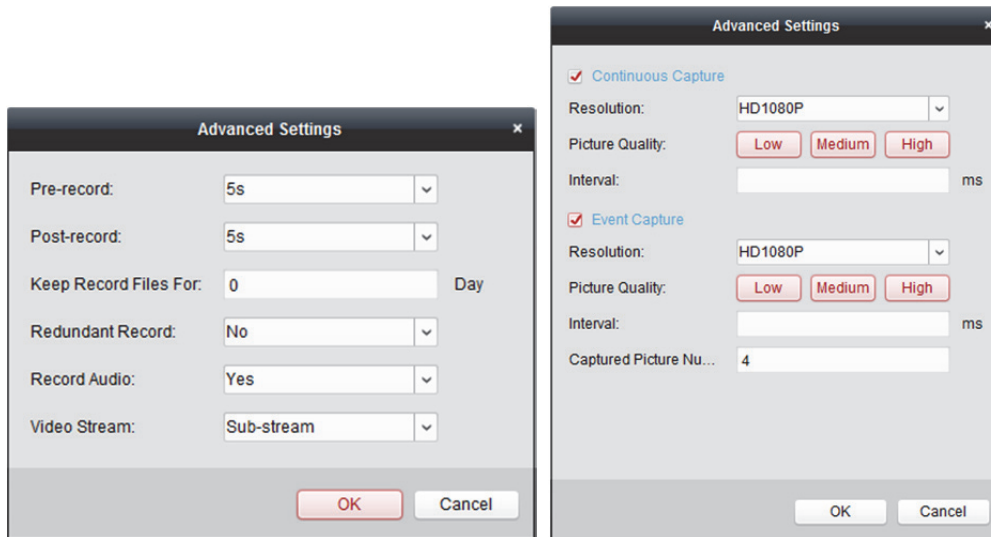 Advanced Settings ×
Pre-record: 5s
Post-record: 5s
Keep Record Files For: 0 Day
Redundant Record: No
Record Audio: Yes
Video Stream: Sub-stream
OK Cancel
Advanced Settings ×
Continuous Capture
Resolution: HD1080P
Picture Quality: Low Medium High
Interval: ms
Event Capture
Resolution: HD1080P
Picture Quality: Low Medium High
Interval: ms
Captured Picture Nu... 4
OK Cancel